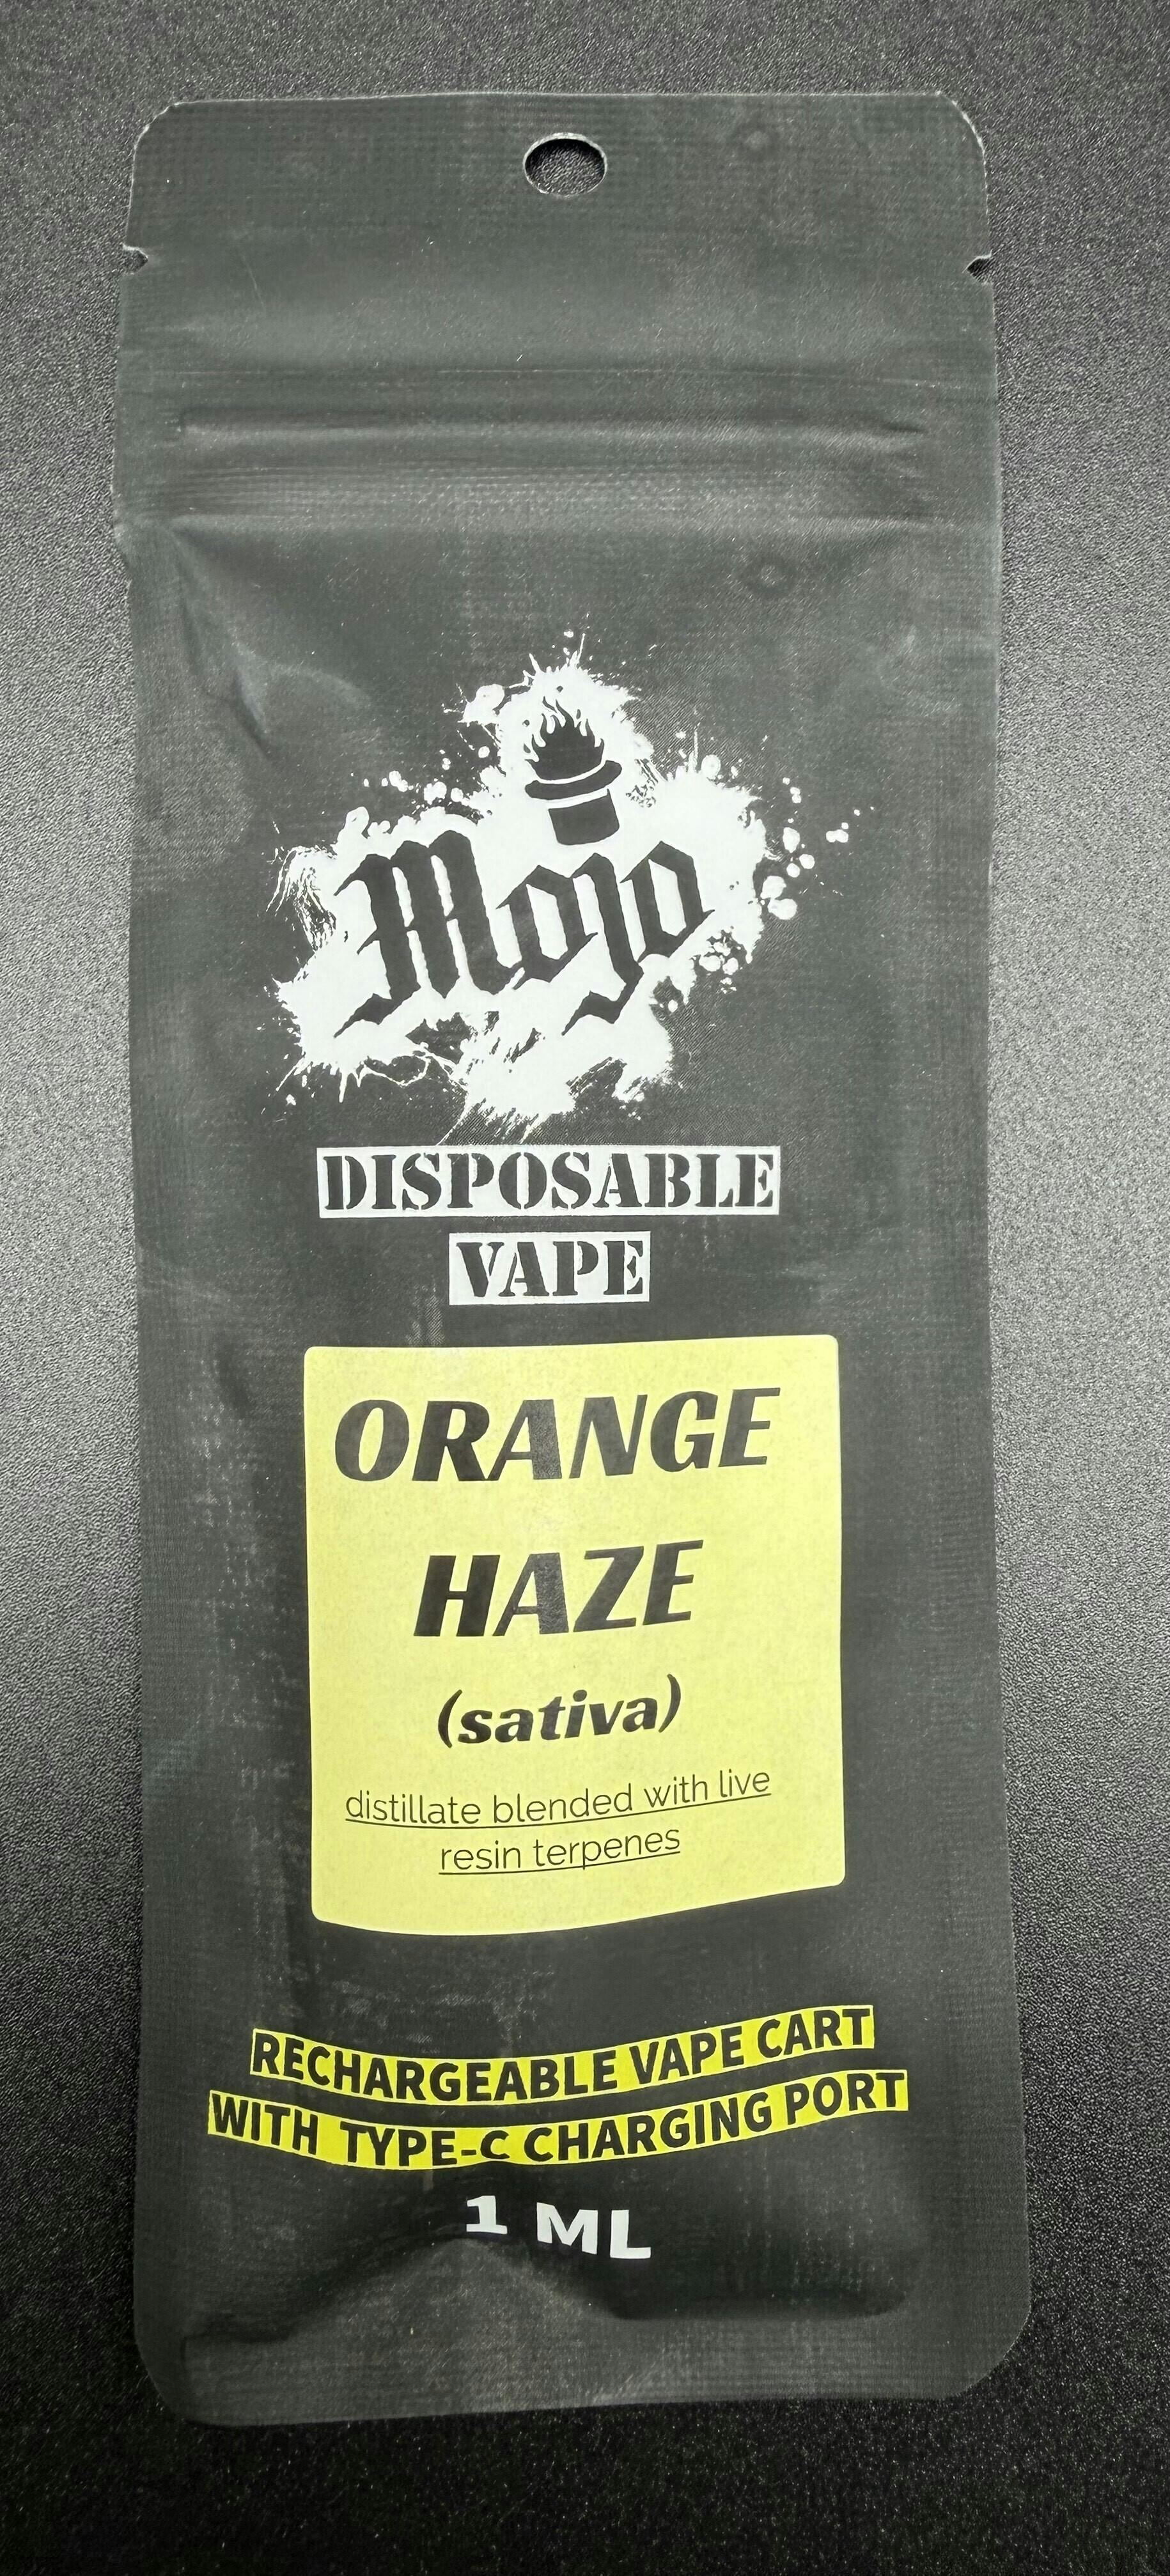 Mojo
DISPOSABLE
VAPE
ORANGE
HAZE
(sativa)
distillate blended with live
resin terpenes
RECHARGEABLE VAPE CART
WITH TYPE-C CHARGING PORT
1 ML